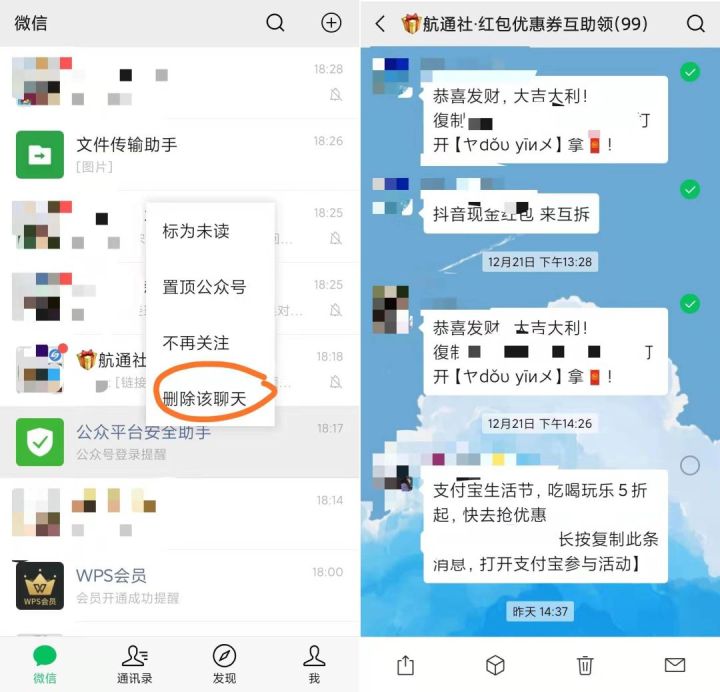 微信
18:28
文件传输助手
18:26
[图片]
18:25
标为未读
置顶公众号
18:25
不再关注
航通社
18:18
[链接
删除该聊天
公众平台安全助手
18:17
公众号登录提醒
18:14
WPS会员
18:00
会员开通成功提醒
WPS会员
微信
通讯录
发现
我
航通社·红包优惠券互助领(99)
恭喜发财，大吉大利！
復制
开【ヤdǒu yīnメ】拿！
抖音现金红包 来互拆
12月21日 下午13:28
恭喜发财 大吉大利！
復制
开【ヤdǒu yīnメ】拿！
12月21日 下午14:26
支付宝生活节，吃喝玩乐5折
起，快去抢优惠
长按复制此条
消息，打开支付宝参与活动】
昨天 14:37